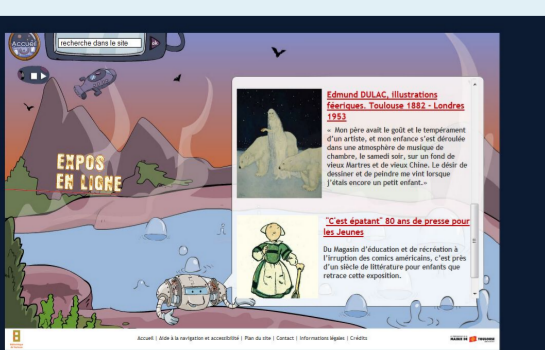 Accueil
recherche dans le site
ok
EXPOS
EN LIGNE
Edmund DULAC, illustrations
féeriques. Toulouse 1882 - Londres
1953
« Mon père avait le goût et le tempérament
d'un artiste, et mon enfance s'est déroulée
dans une atmosphère de musique de
chambre, le samedi soir, sur un fond de
vieux Martres et de vieux Chine. Le désir de
dessiner et de peindre me vint lorsque
j'étais encore un petit enfant.»
"C'est épatant" 80 ans de presse pour
les Jeunes
Du Magasin d'éducation et de récréation à
l'irruption des comics américains, c'est près
d'un siècle de littérature pour enfants que
retrace cette exposition.
Accueil | Aide à la navigation et accessibilité | Plan du site | Contact | Informations légales | Crédits
MAIRIE DE TOULOUSE